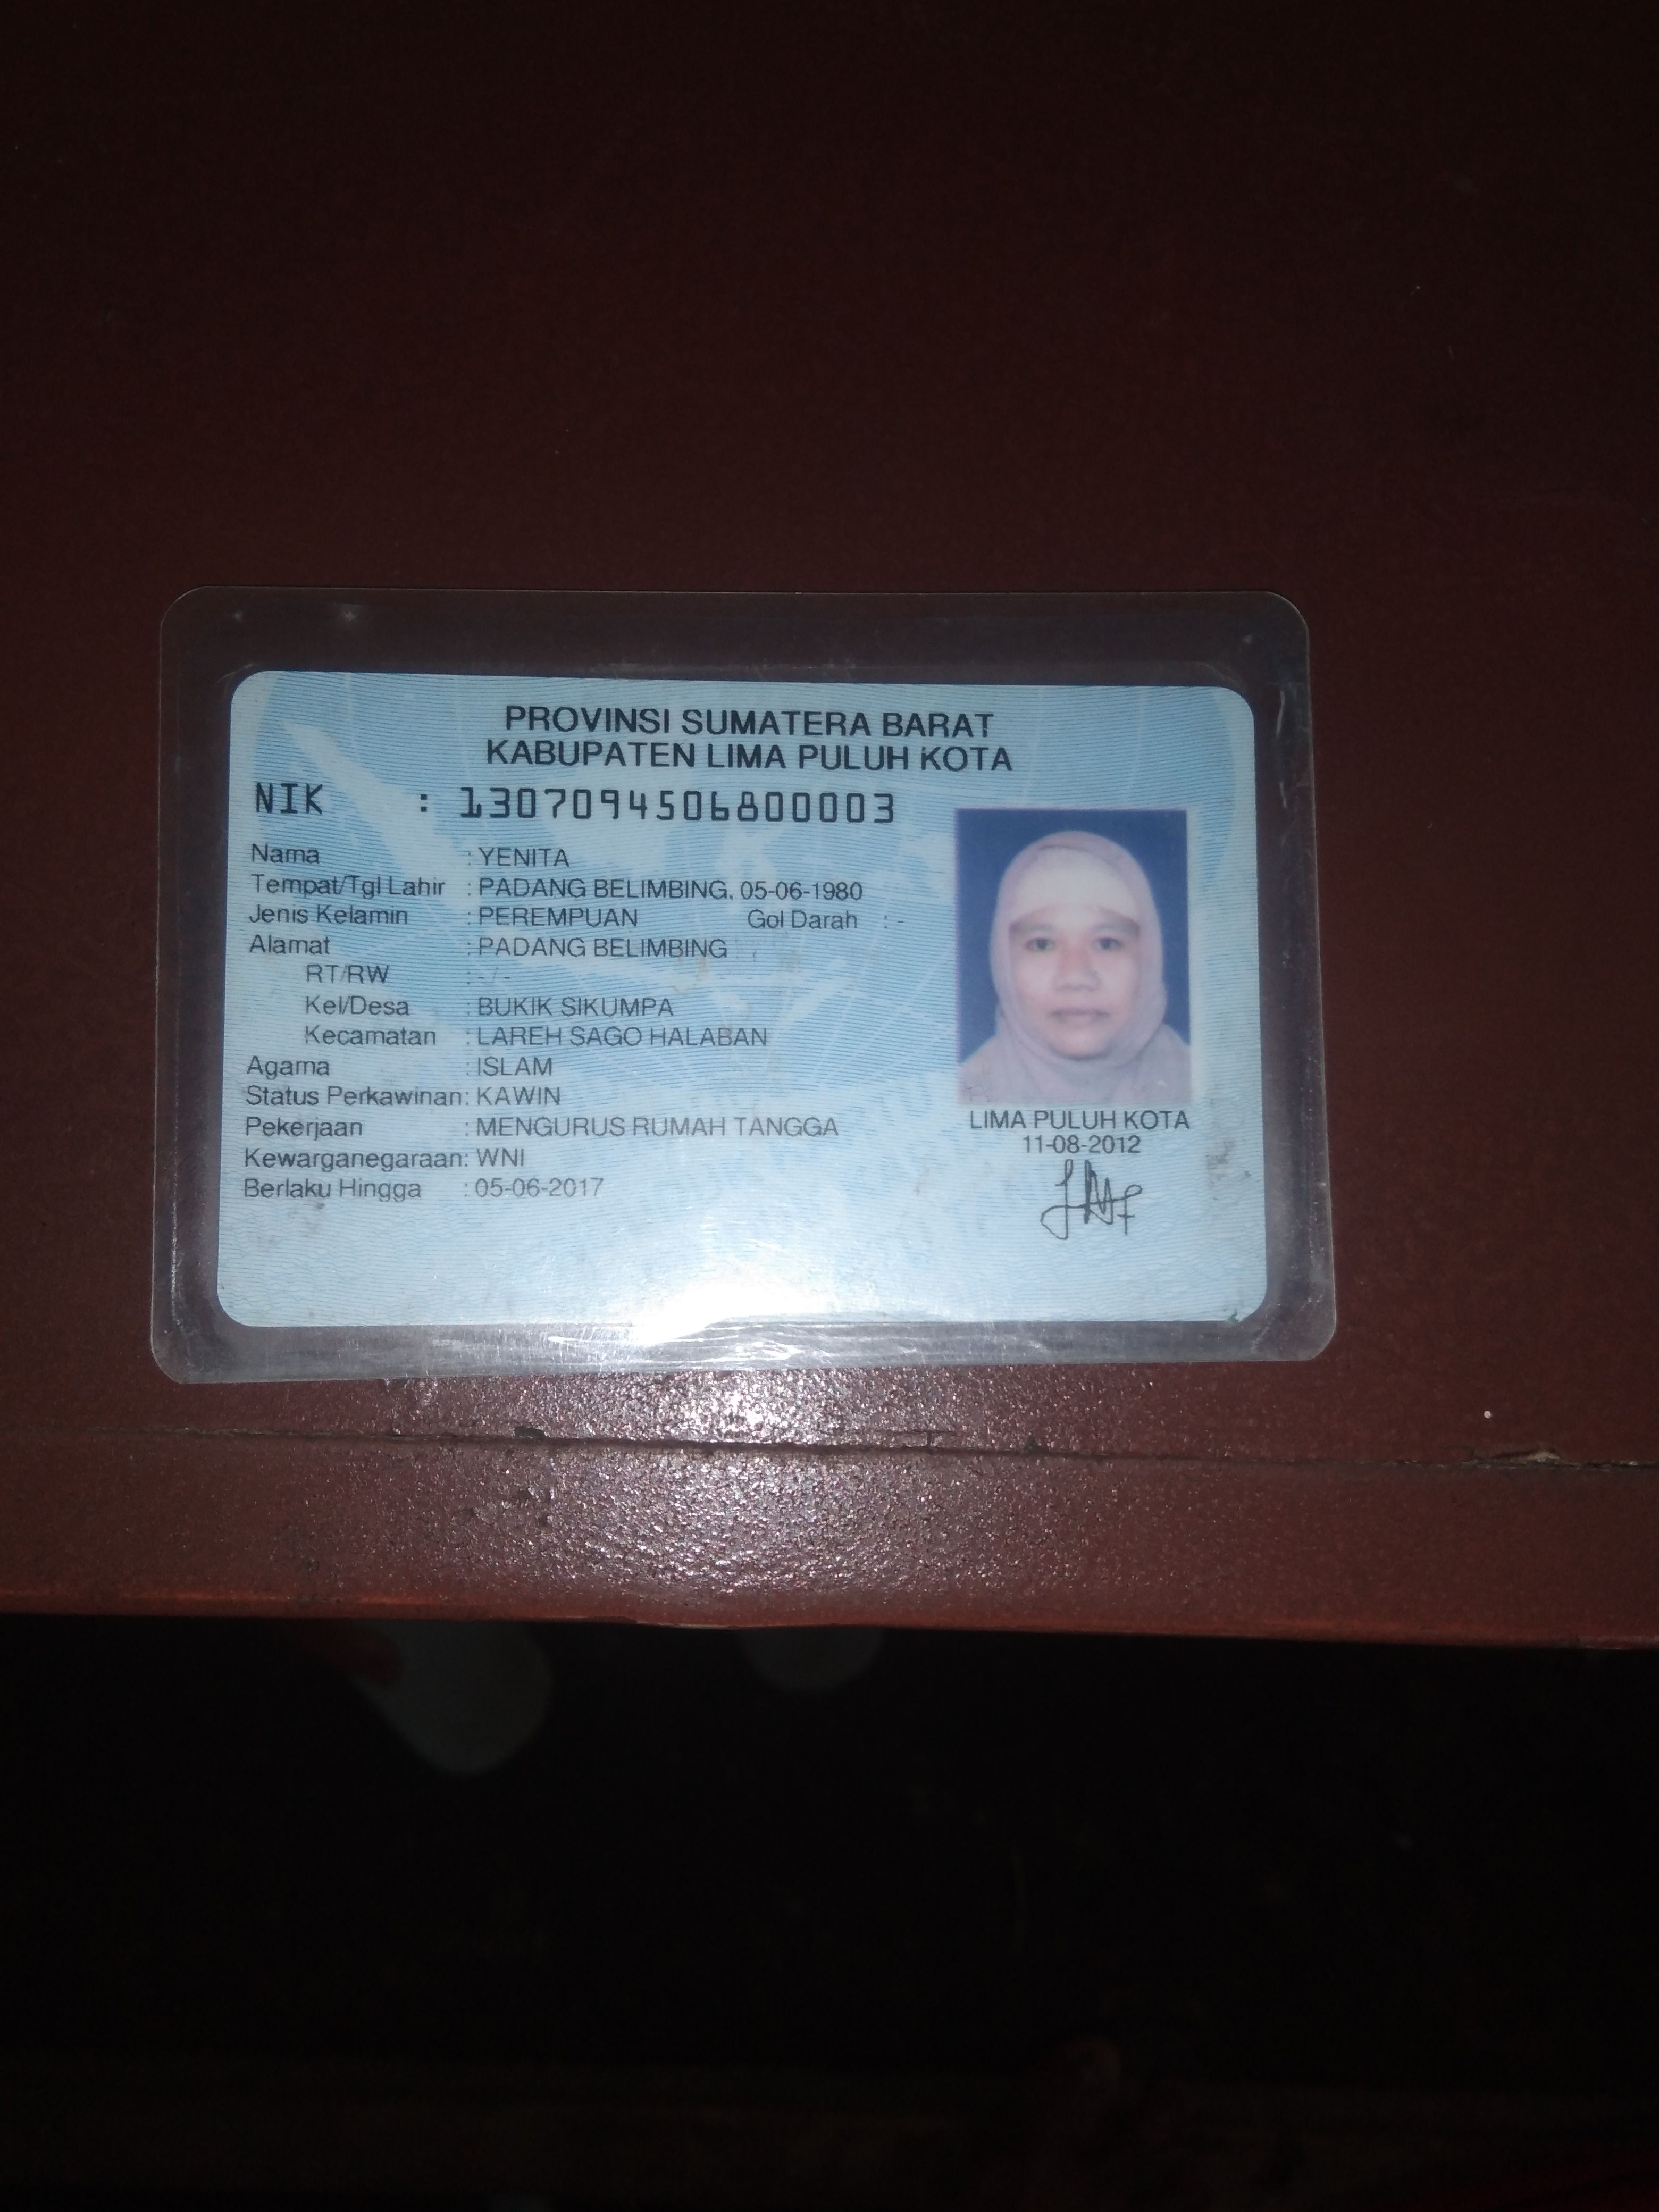 PROVINSI SUMATERA BARAT
KABUPATEN LIMA PULUH KOTA
NIK : 1307094506800003
Nama : YENITA
Tempat/Tgl Lahir : PADANG BELIMBING, 05-06-1980
Jenis Kelamin : PEREMPUAN Gol Darah : -
Alamat : PADANG BELIMBING
RT/RW : - / -
Kel/Desa : BUKIK SIKUMPA
Kecamatan : LAREH SAGO HALABAN
Agama : ISLAM
Status Perkawinan: KAWIN
Pekerjaan : MENGURUS RUMAH TANGGA
Kewarganegaraan: WNI
Berlaku Hingga : 05-06-2017
LIMA PULUH KOTA
11-08-2012